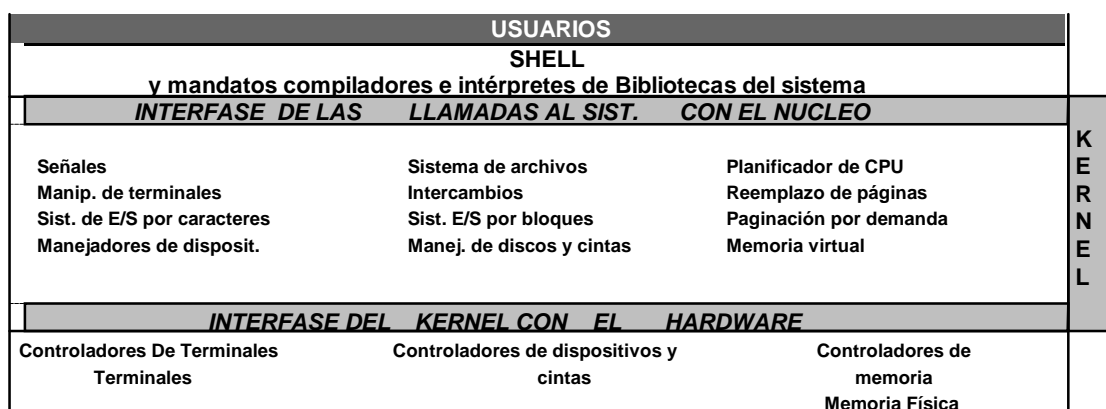 USUARIOS
SHELL
y mandatos compiladores e intérpretes de Bibliotecas del sistema
INTERFASE DE LAS LLAMADAS AL SIST. CON EL NUCLEO
Señales Sistema de archivos Planificador de CPU
Manip. de terminales Intercambios Reemplazo de páginas
Sist. de E/S por caracteres Sist. E/S por bloques Paginación por demanda
Manejadores de disposit. Manej. de discos y cintas Memoria virtual
K
E
R
N
E
L
INTERFASE DEL KERNEL CON EL HARDWARE
Controladores De Terminales Controladores de dispositivos y Controladores de
Terminales cintas memoria
Memoria Física